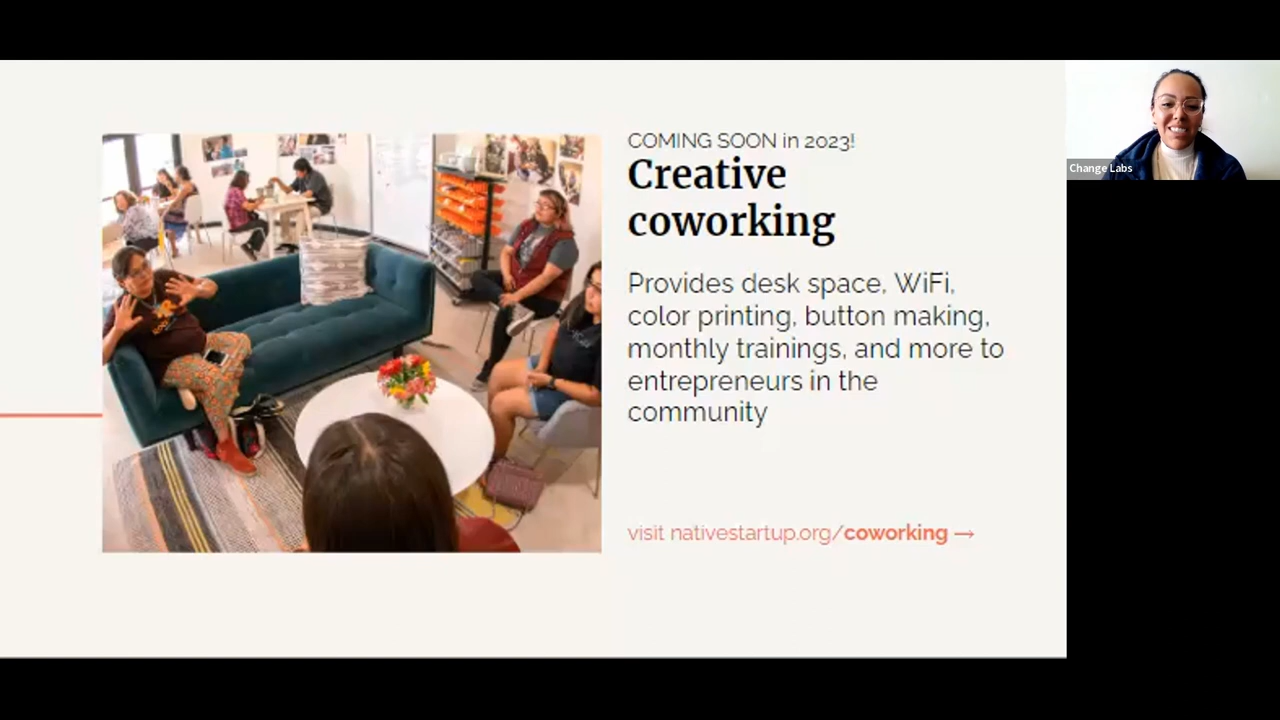 COMING SOON in 2023!
Creative
coworking
Provides desk space, WiFi,
color printing, button making,
monthly trainings, and more to
entrepreneurs in the
community
visit nativestartup.org/coworking →
Change Labs